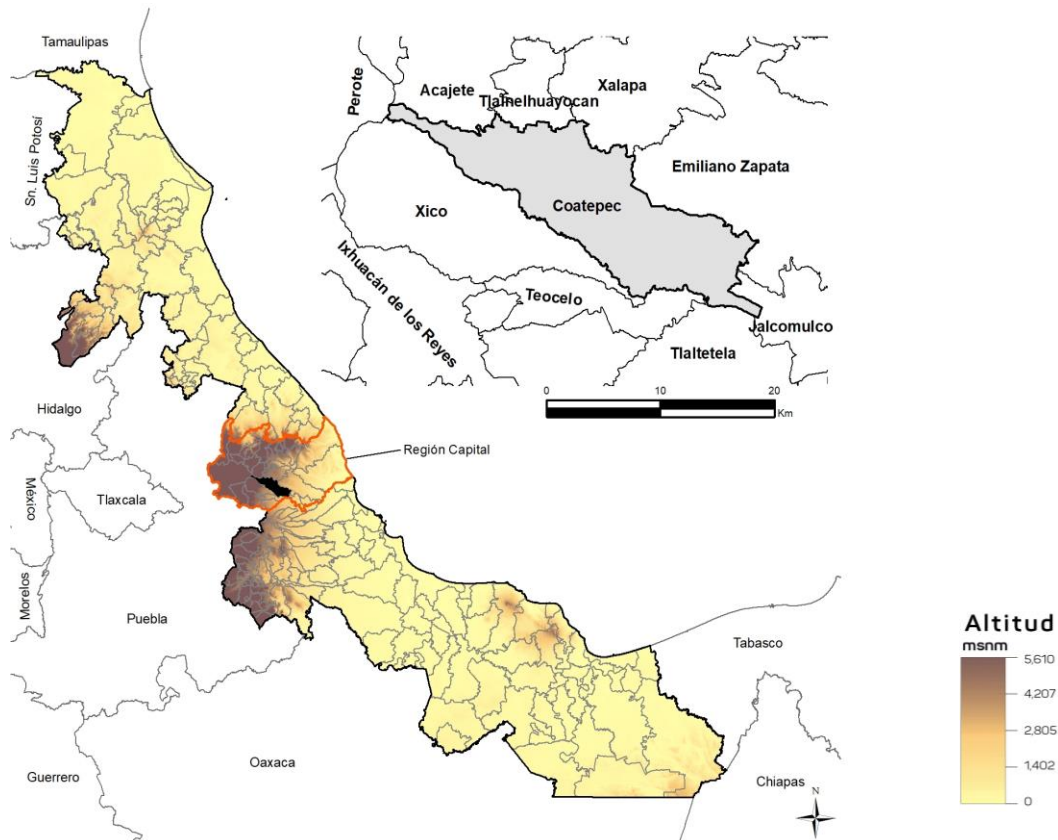 Tamaulipas
Sn. Luis Potosí
Hidalgo
México
Tlaxcala
Morelos
Puebla
Guerrero
Oaxaca
Región Capital
Tabasco
Chiapas
Perote
Acajete
Tlalnelhuayocan
Xalapa
Emiliano Zapata
Xico
Coatepec
Ixhuacán de los Reyes
Teocelo
Jalcomulco
Tlaltetela
0 10 20
Km
Altitud
msnm
5,610
4,207
2,805
1402
0
N